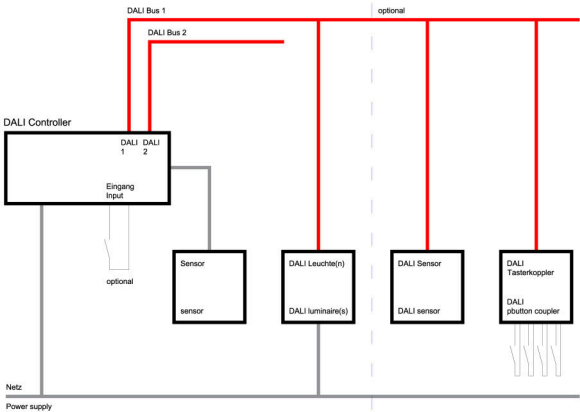 DALI Bus 1
optional
DALI Bus 2
DALI Controller
DALI DALI
1 2
Eingang
Input
optional
Sensor
sensor
DALI Leuchte(n)
DALI luminaire(s)
DALI Sensor
DALI sensor
DALI
Tasterkoppler
DALI
pbutton coupler
Netz
Power supply